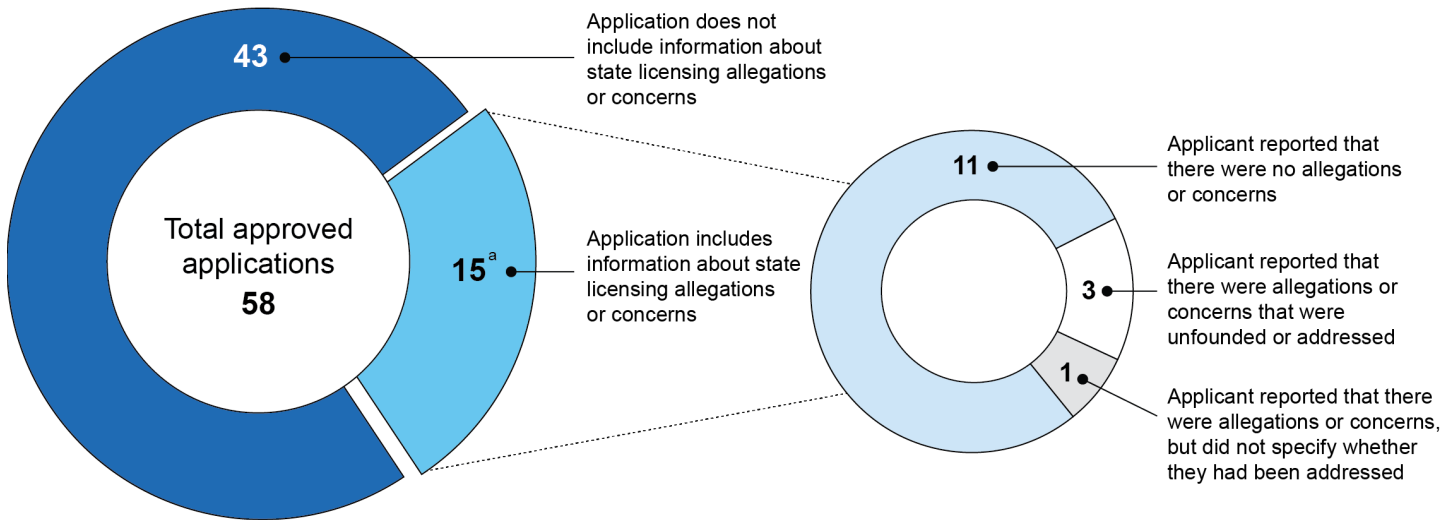 43
Application does not
include information about
state licensing allegations
or concerns
Total approved
applications
58
15a
Application includes
information about state
licensing allegations
or concerns
11
Applicant reported that
there were no allegations
or concerns
3
Applicant reported that
there were allegations or
concerns that were
unfounded or addressed
1
Applicant reported that there
were allegations or concerns,
but did not specify whether
they had been addressed